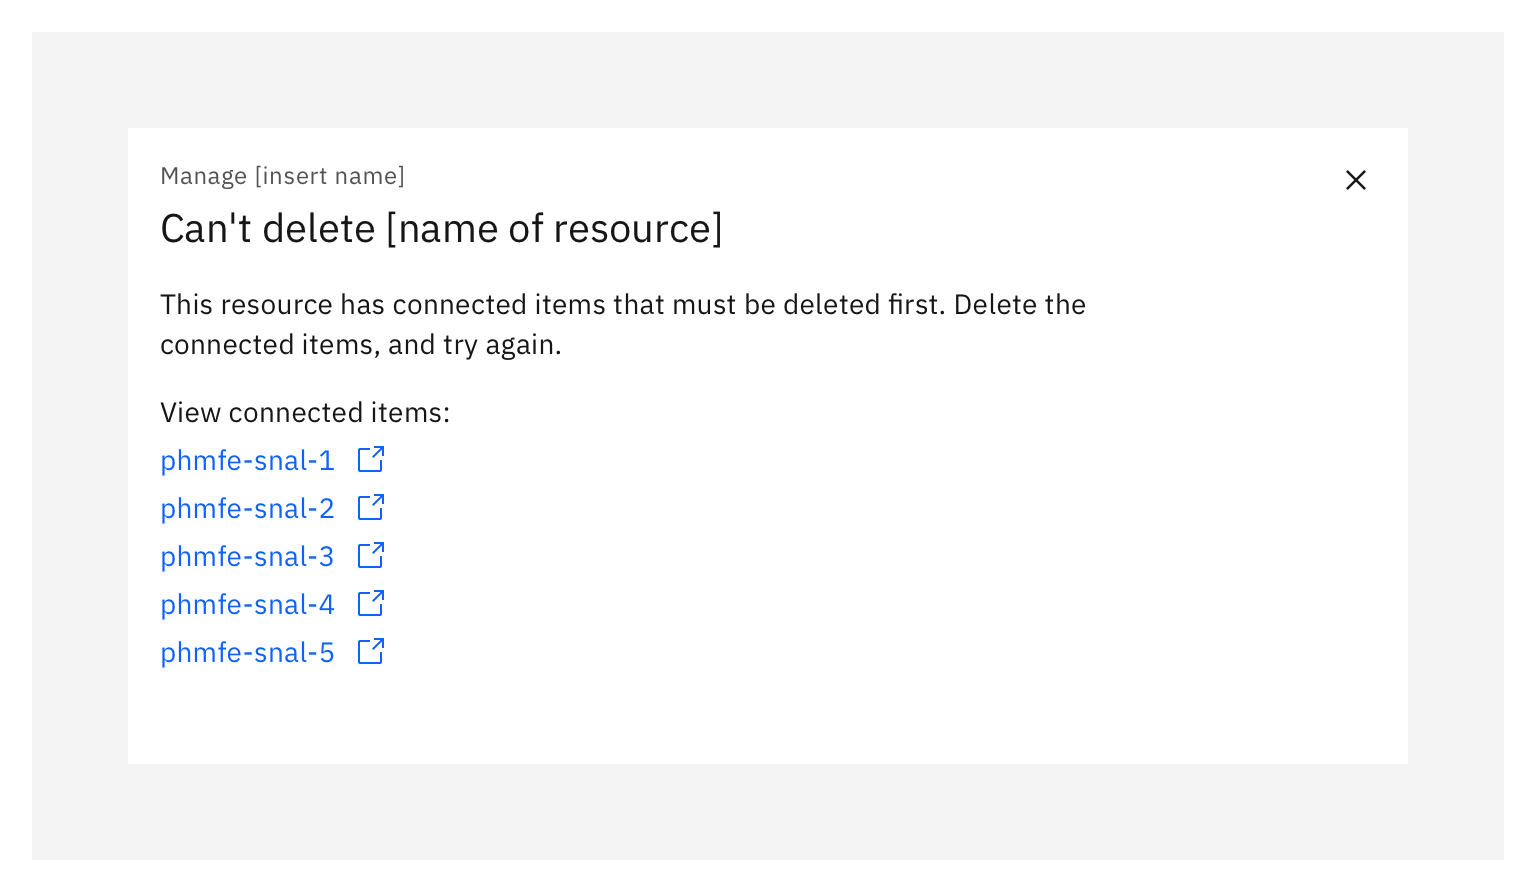 Manage [insert name]
Can't delete [name of resource]
This resource has connected items that must be deleted first. Delete the
connected items, and try again.
View connected items:
phmfe-snal-1
phmfe-snal-2
phmfe-snal-3
phmfe-snal-4
phmfe-snal-5